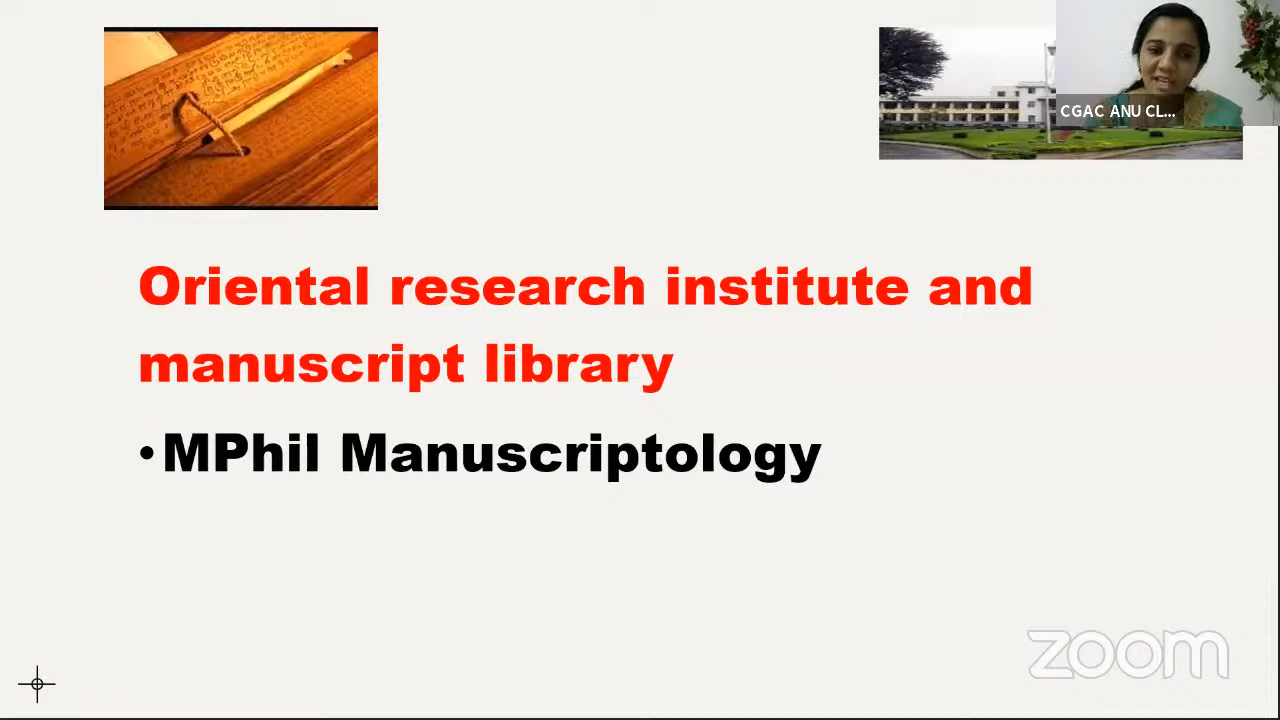 CGAC ANU CL...
Oriental research institute and
manuscript library
•MPhil Manuscriptology
zoom